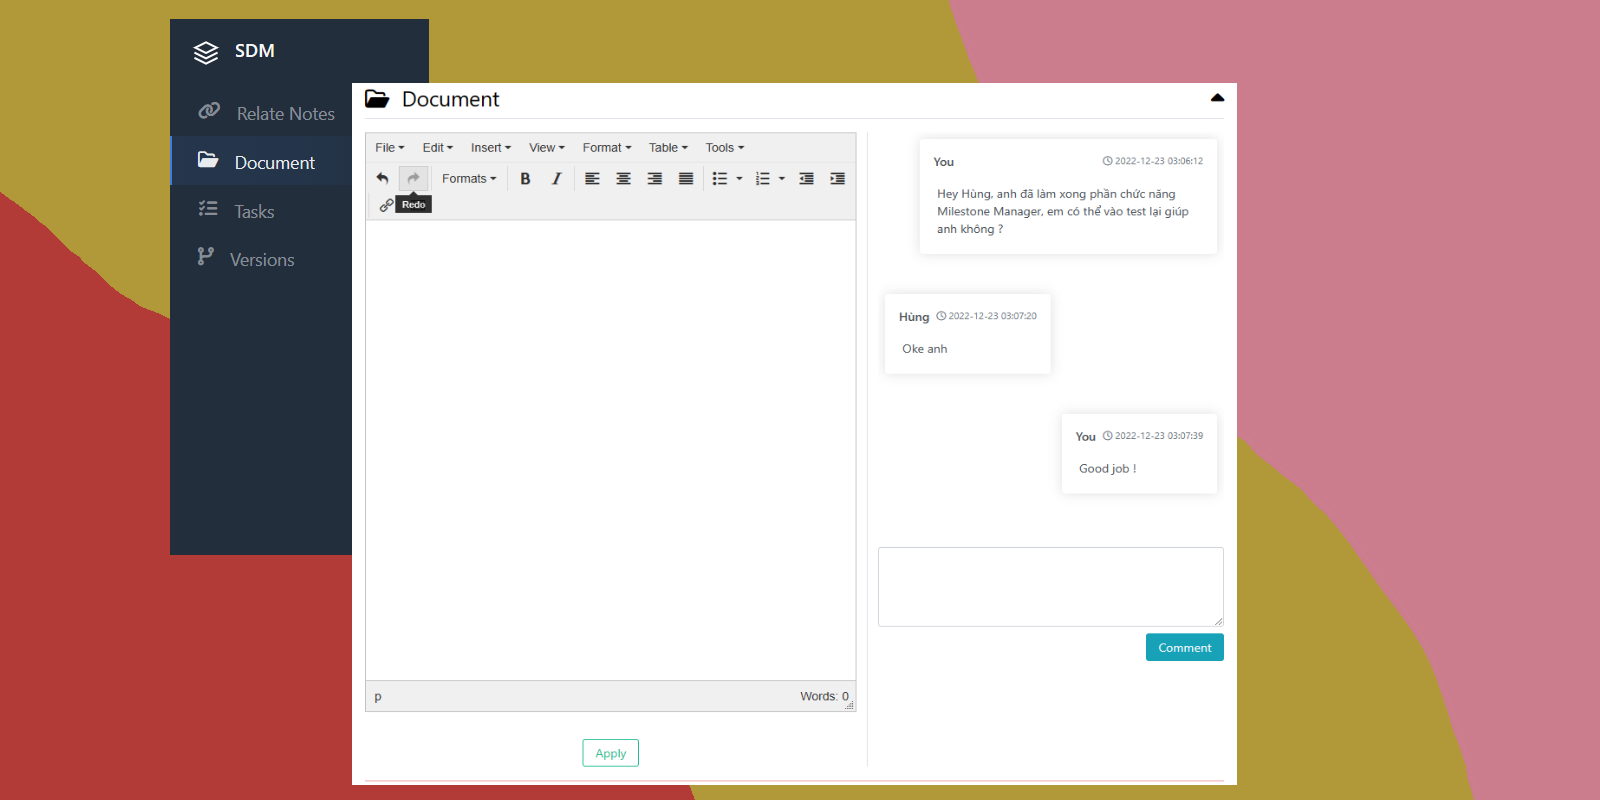 SDM
Relate Notes
Document
Tasks
Versions
Document
File Edit Insert View Format Table Tools
Formats B I
Redo
p Words: 0
Apply
You 2022-12-23 03:06:12
Hey Hùng, anh đã làm xong phần chức năng
Milestone Manager, em có thể vào test lại giúp
anh không ?
Hùng 2022-12-23 03:07:20
Oke anh
You 2022-12-23 03:07:39
Good job !
Comment